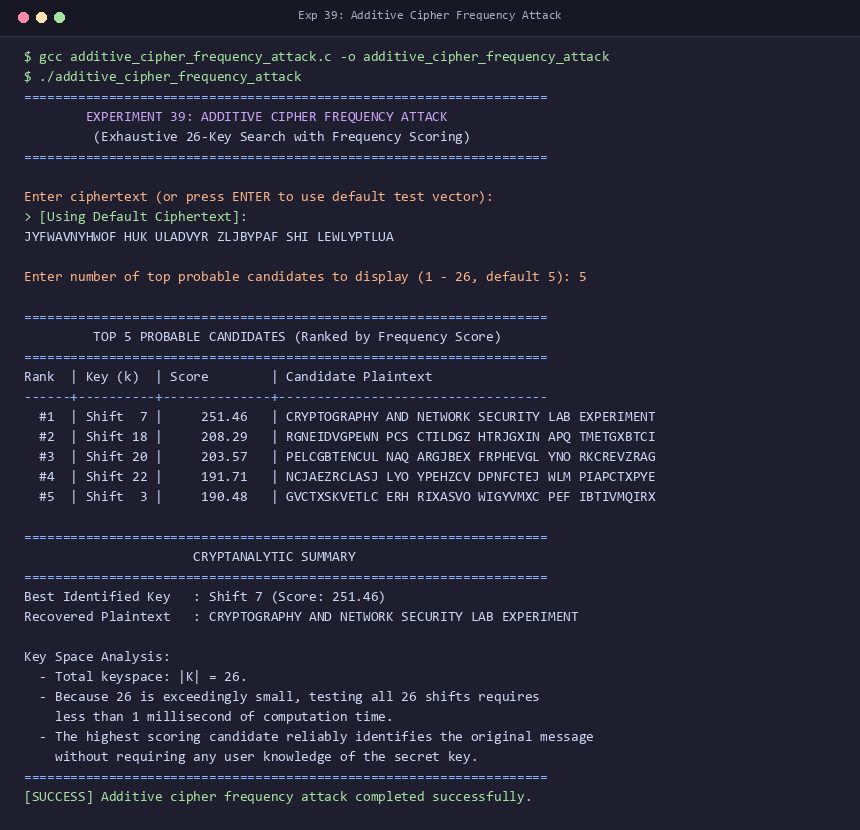 Exp 39: Additive Cipher Frequency Attack
$ gcc additive_cipher_frequency_attack.c -o additive_cipher_frequency_attack
$ ./additive_cipher_frequency_attack
====================================================================
EXPERIMENT 39: ADDITIVE CIPHER FREQUENCY ATTACK
(Exhaustive 26-Key Search with Frequency Scoring)
====================================================================
Enter ciphertext (or press ENTER to use default test vector):
> [Using Default Ciphertext]:
JYFWAVNYHWOF HUK ULADVYR ZLJBYPAF SHI LEWLYPTLUA
Enter number of top probable candidates to display (1 - 26, default 5): 5
====================================================================
TOP 5 PROBABLE CANDIDATES (Ranked by Frequency Score)
====================================================================
Rank  | Key (k)  | Score        | Candidate Plaintext
------+----------+--------------+-----------------------------------
#1  | Shift  7 |     251.46   | CRYPTOGRAPHY AND NETWORK SECURITY LAB EXPERIMENT
#2  | Shift 18 |     208.29   | RGNEIDVGPEWN PCS CTILDGZ HTRJGXIN APQ TMETGXBTCI
#3  | Shift 20 |     203.57   | PELCGBTENCUL NAQ ARGJBEX FRPHEVGL YNO RKCREVZRAG
#4  | Shift 22 |     191.71   | NCJAEZRCLASJ LYO YPEHZCV DPNFCTEJ WLM PIAPCTXPYE
#5  | Shift  3 |     190.48   | GVCTXSKVETLC ERH RIXASVO WIGYVMXC PEF IBTIVMQIRX
====================================================================
CRYPTANALYTIC SUMMARY
====================================================================
Best Identified Key   : Shift 7 (Score: 251.46)
Recovered Plaintext   : CRYPTOGRAPHY AND NETWORK SECURITY LAB EXPERIMENT
Key Space Analysis:
- Total keyspace: |K| = 26.
- Because 26 is exceedingly small, testing all 26 shifts requires
less than 1 millisecond of computation time.
- The highest scoring candidate reliably identifies the original message
without requiring any user knowledge of the secret key.
====================================================================
[SUCCESS] Additive cipher frequency attack completed successfully.